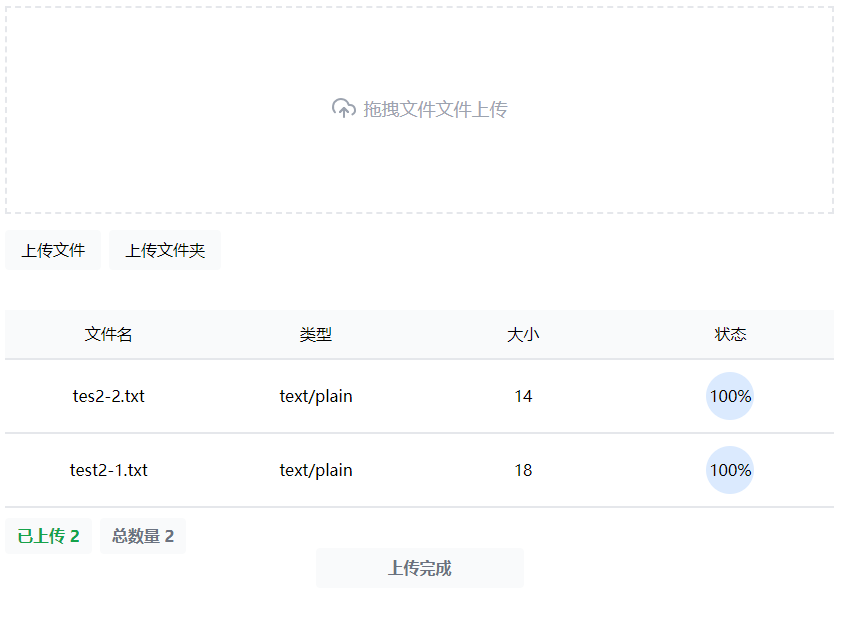 拖拽文件文件上传
上传文件 上传文件夹
文件名 类型 大小 状态
tes2-2.txt text/plain 14 100%
test2-1.txt text/plain 18 100%
已上传 2 总数量 2
上传完成